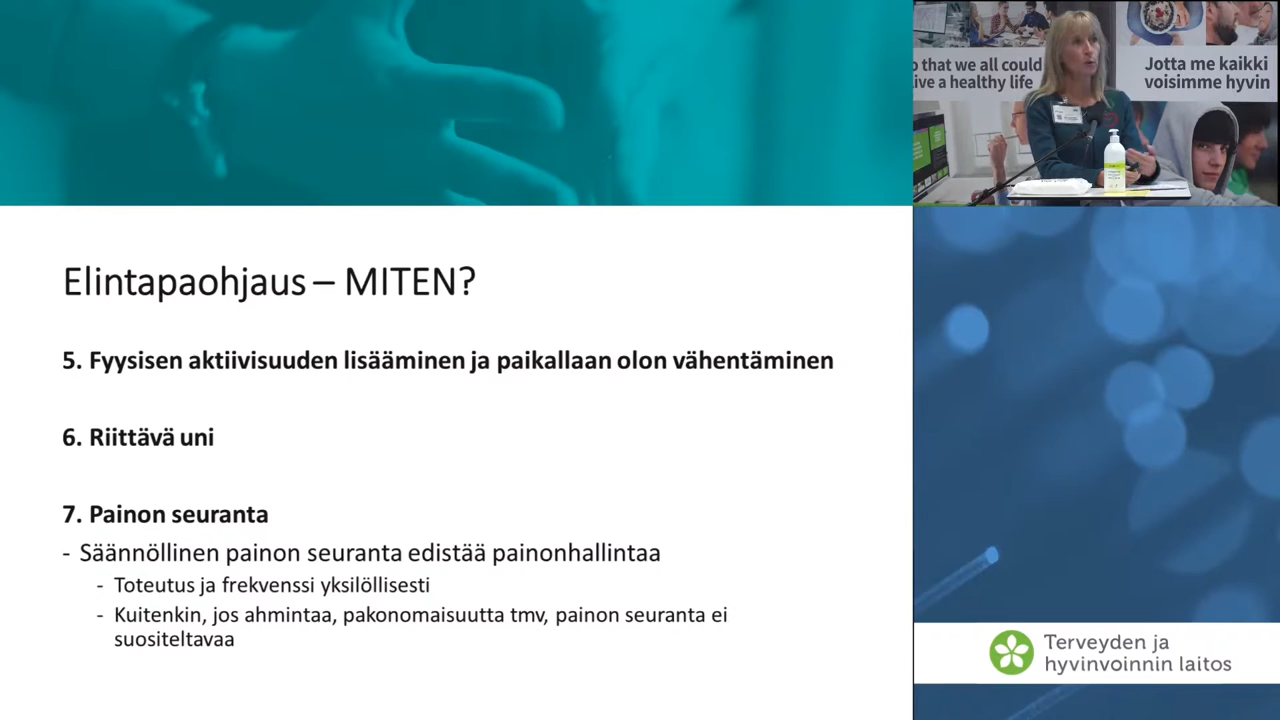 o that we all could
ive a healthy life
Jotta me kaikki
voisimme hyvin
Elintapaohjaus – MITEN?
5. Fyysisen aktiivisuuden lisääminen ja paikallaan olon vähentäminen
6. Riittävä uni
7. Painon seuranta
- Säännöllinen painon seuranta edistää painonhallintaa
- Toteutus ja frekvenssi yksilöllisesti
- Kuitenkin, jos ahmintaa, pakonomaisuutta tmv, painon seuranta ei
suositeltavaa
Terveyden ja
hyvinvoinnin laitos